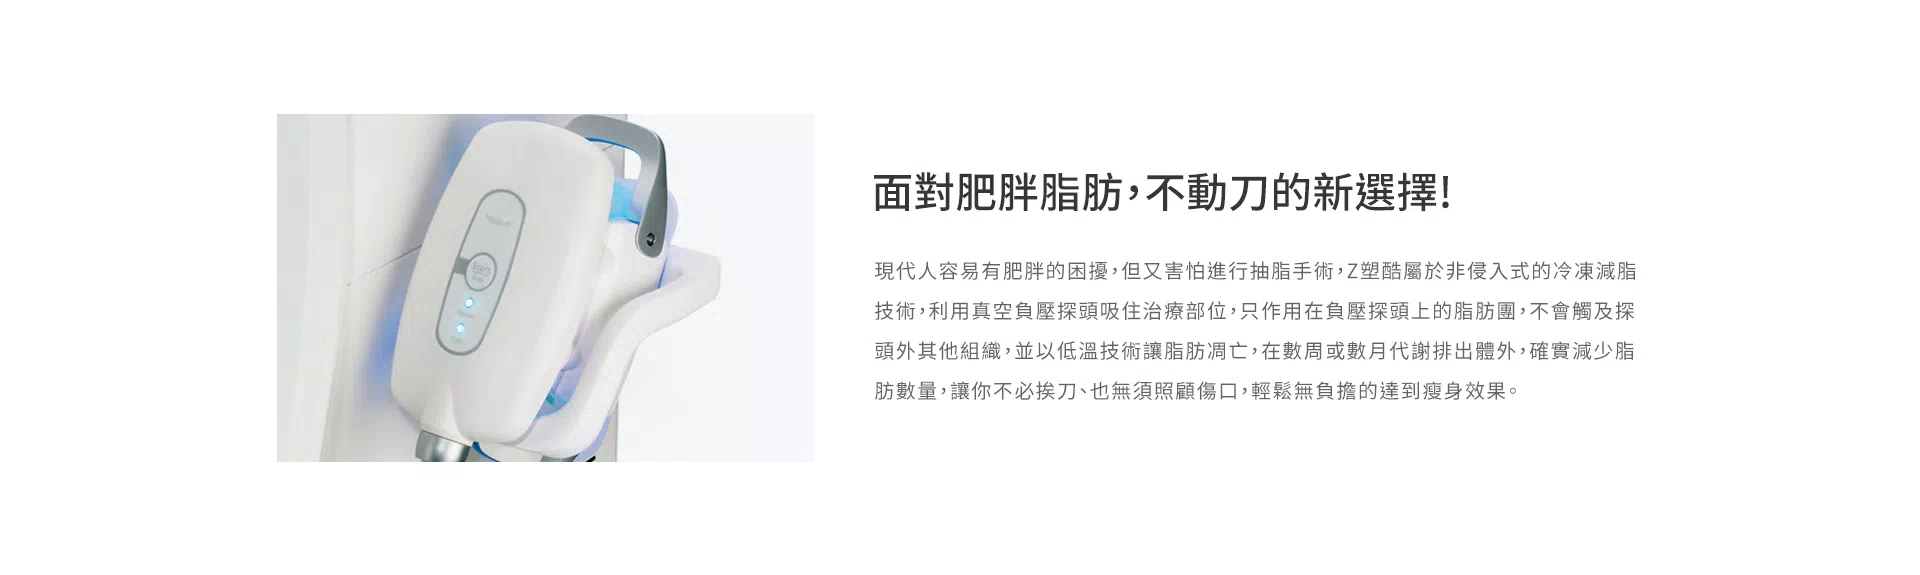 面對肥胖脂肪，不動刀的新選擇！
現代人容易有肥胖的困擾，但又害怕進行抽脂手術，Z塑酷屬於非侵入式的冷凍減脂
技術，利用真空負壓探頭吸住治療部位，只作用在負壓探頭上的脂肪團，不會觸及探
頭外其他組織，並以低溫技術讓脂肪凋亡，在數周或數月代謝排出體外，確實減少脂
肪數量，讓你不必挨刀、也無須照顧傷口，輕鬆無負擔的達到瘦身效果。
Start